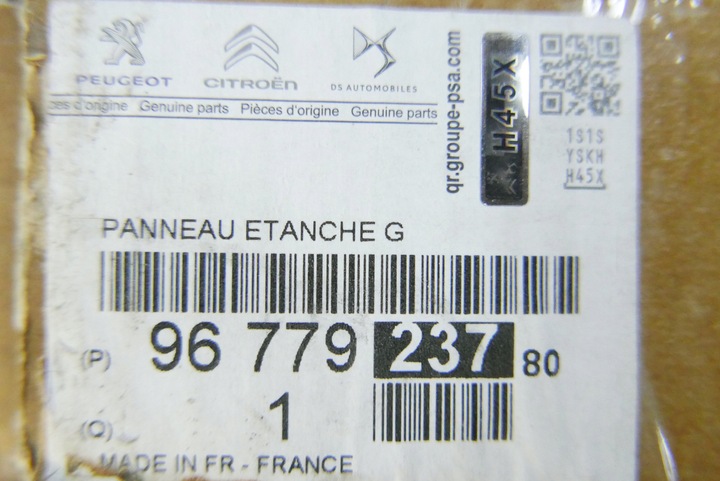 PEUGEOT CITROËN DS AUTOMOBILES
d'origine Genuine parts Pièces d'origine Genuine parts
qr.groupe-psa.com
H45X
1S1S
YSKH
H45X
PANNEAU ETANCHE G
(P) 96 779 237 80
(Q) 1
MADE IN FR - FRANCE